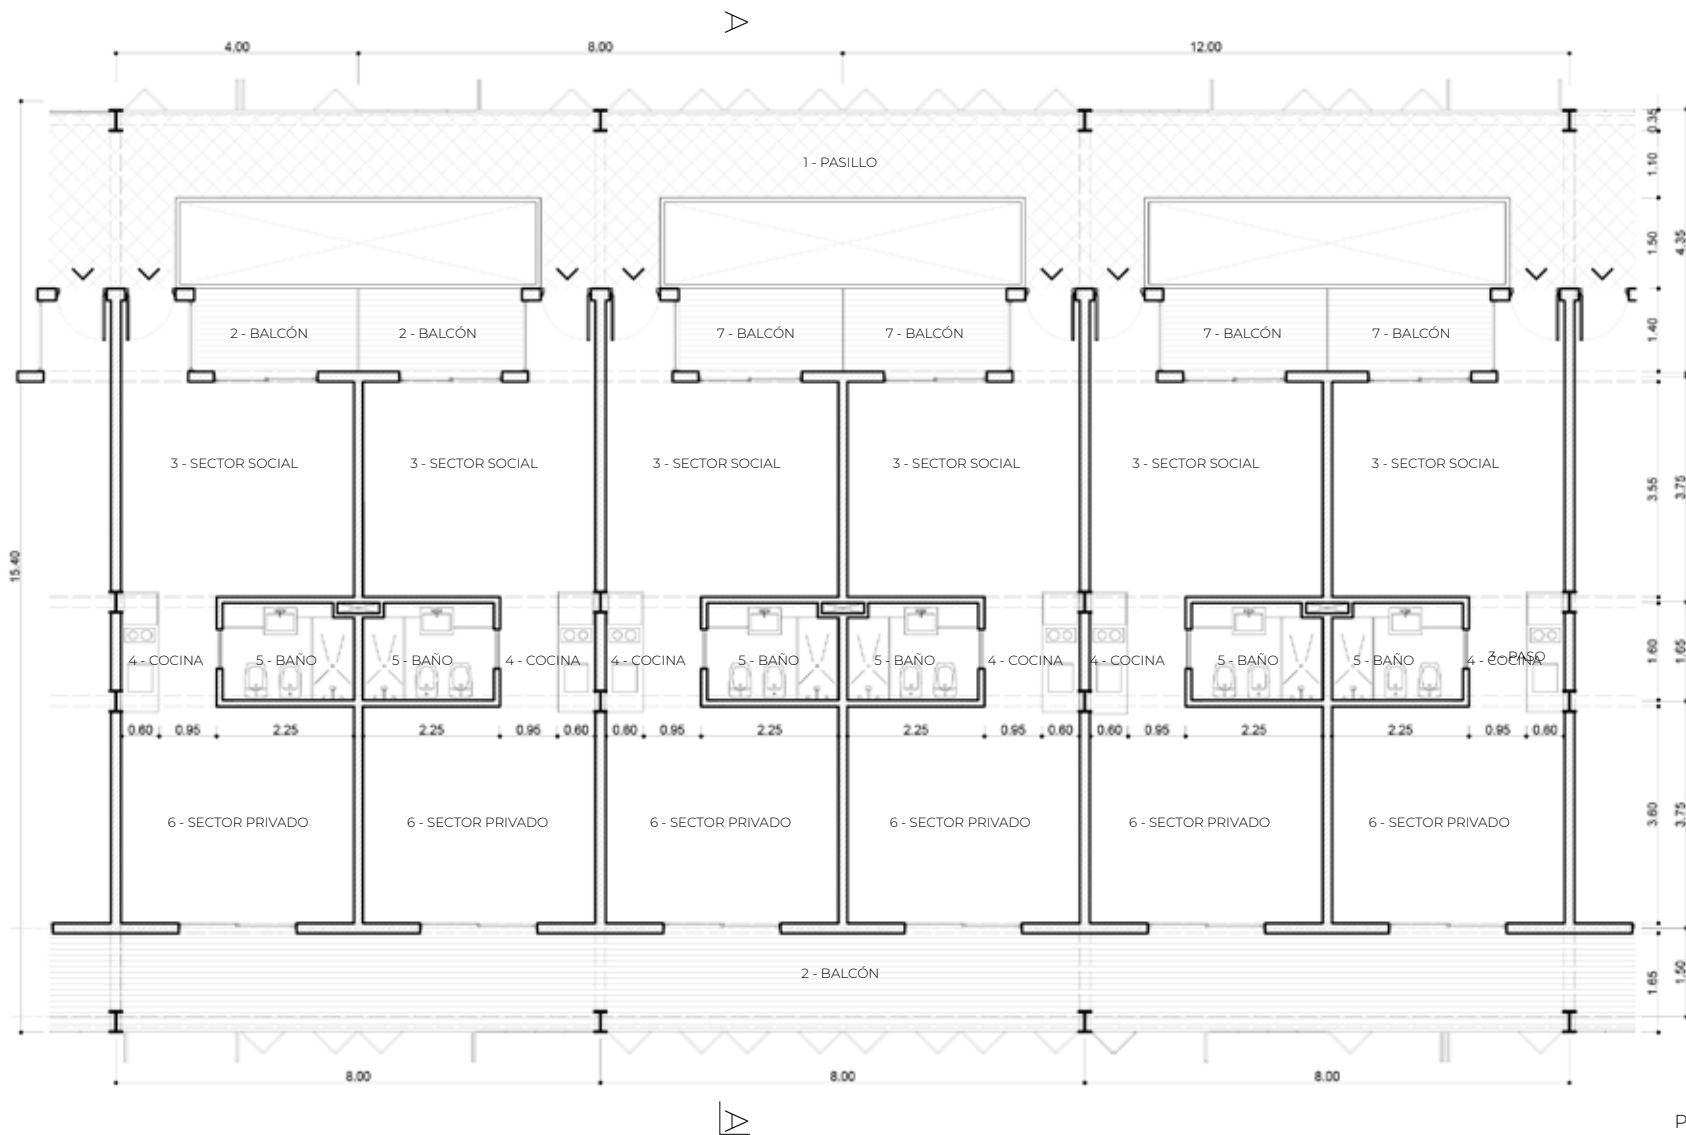 A
4.00 8.00 12.00
0.35
1 - PASILLO
1.10
1.50
4.35
2 - BALCÓN 2 - BALCÓN 7 - BALCÓN 7 - BALCÓN 7 - BALCÓN 7 - BALCÓN
1.40
3 - SECTOR SOCIAL 3 - SECTOR SOCIAL 3 - SECTOR SOCIAL 3 - SECTOR SOCIAL 3 - SECTOR SOCIAL 3 - SECTOR SOCIAL
3.55
3.75
15.40
4 - COCINA 5 - BAÑO 5 - BAÑO 4 - COCINA 4 - COCINA 5 - BAÑO 5 - BAÑO 4 - COCINA 4 - COCINA 5 - BAÑO 5 - BAÑO 4 - COCINA 3 - PASO
1.60
1.65
0.60 0.95 2.25 2.25 0.95 0.60 0.60 0.95 2.25 2.25 0.95 0.60 0.60 0.95 2.25 2.25 0.95 0.60
6 - SECTOR PRIVADO 6 - SECTOR PRIVADO 6 - SECTOR PRIVADO 6 - SECTOR PRIVADO 6 - SECTOR PRIVADO 6 - SECTOR PRIVADO
3.60
3.75
2 - BALCÓN
1.65
1.50
8.00 8.00 8.00
A
P